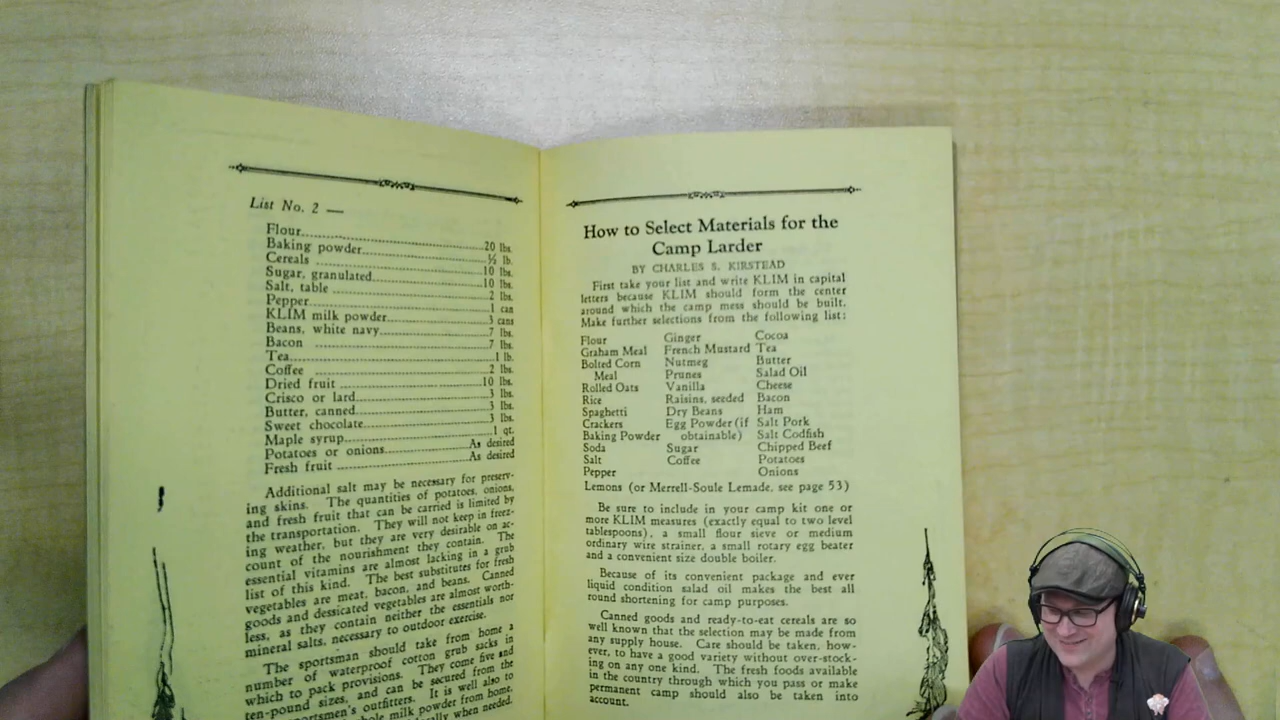 List No. 2 —
Flour 20 lbs.
Baking powder ½ lb.
Cereals 10 lbs.
Sugar, granulated 10 lbs.
Salt, table 2 lbs.
Pepper 1 can
KLIM milk powder 3 cans
Beans, white navy 7 lbs.
Bacon 7 lbs.
Tea 1 lb.
Coffee 2 lbs.
Dried fruit 10 lbs.
Crisco or lard 3 lbs.
Butter, canned 3 lbs.
Sweet chocolate 3 lbs.
Maple syrup 1 qt.
Potatoes or onions As desired
Fresh fruit As desired
Additional salt may be necessary for preserv-
ing skins. The quantities of potatoes, onions,
and fresh fruit that can be carried is limited by
the transportation. They will not keep in freez-
ing weather, but they are very desirable on ac-
count of the nourishment they contain. The
essential vitamins are almost lacking in a grub
list of this kind. The best substitutes for fresh
vegetables are meat, bacon, and beans. Canned
goods and dessicated vegetables are almost worth-
less, as they contain neither the essentials nor
mineral salts, necessary to outdoor exercise.
The sportsman should take from home a
number of waterproof cotton grub sacks in
which to pack provisions. They come five and
ten-pound sizes, and can be secured from the
sportsmen's outfitters. It is well also to
whole milk powder from home,
when needed.
How to Select Materials for the
Camp Larder
BY CHARLES S. KIRSTEAD
First take your list and write KLIM in capital
letters because KLIM should form the center
around which the camp mess should be built.
Make further selections from the following list:
Flour
Graham Meal
Bolted Corn
Meal
Rolled Oats
Rice
Spaghetti
Crackers
Baking Powder
Soda
Salt
Pepper
Ginger
French Mustard
Nutmeg
Prunes
Vanilla
Raisins, seeded
Dry Beans
Egg Powder (if
obtainable)
Sugar
Coffee
Cocoa
Tea
Butter
Salad Oil
Cheese
Bacon
Ham
Salt Pork
Salt Codfish
Chipped Beef
Potatoes
Onions
Lemons (or Merrell-Soule Lemade, see page 53)
Be sure to include in your camp kit one or
more KLIM measures (exactly equal to two level
tablespoons), a small flour sieve or medium
ordinary wire strainer, a small rotary egg beater
and a convenient size double boiler.
Because of its convenient package and ever
liquid condition salad oil makes the best all
round shortening for camp purposes.
Canned goods and ready-to-eat cereals are so
well known that the selection may be made from
any supply house. Care should be taken, how-
ever, to have a good variety without over-stock-
ing on any one kind. The fresh foods available
in the country through which you pass or make
permanent camp should also be taken into
account.